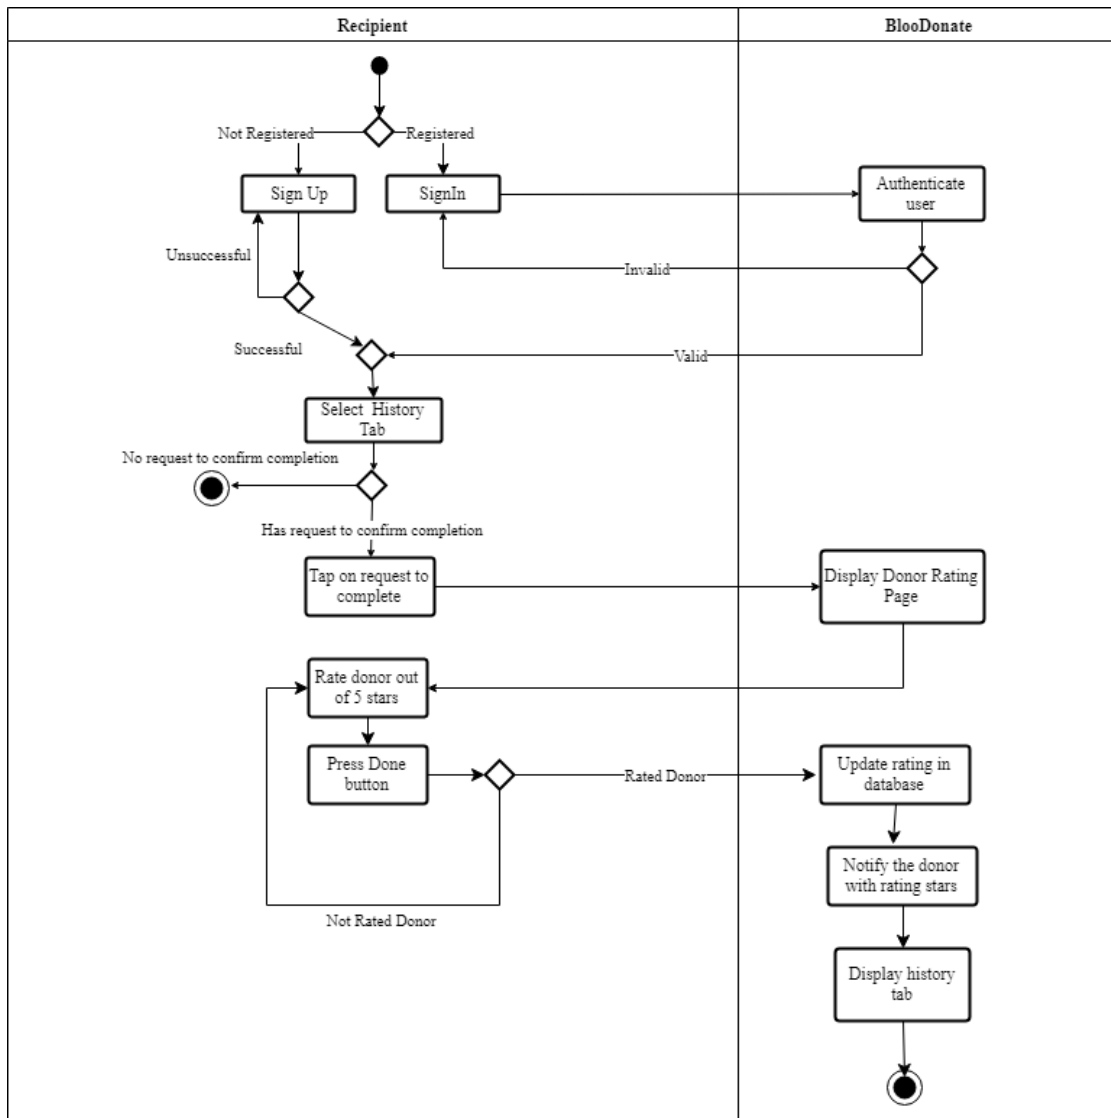 Recipient
BlooDonate
Not Registered
Registered
Sign Up
SignIn
Authenticate
user
Unsuccessful
Invalid
Successful
Valid
Select History
Tab
No request to confirm completion
Has request to confirm completion
Tap on request to
complete
Display Donor Rating
Page
Rate donor out
of 5 stars
Press Done
button
Rated Donor
Update rating in
database
Not Rated Donor
Notify the donor
with rating stars
Display history
tab